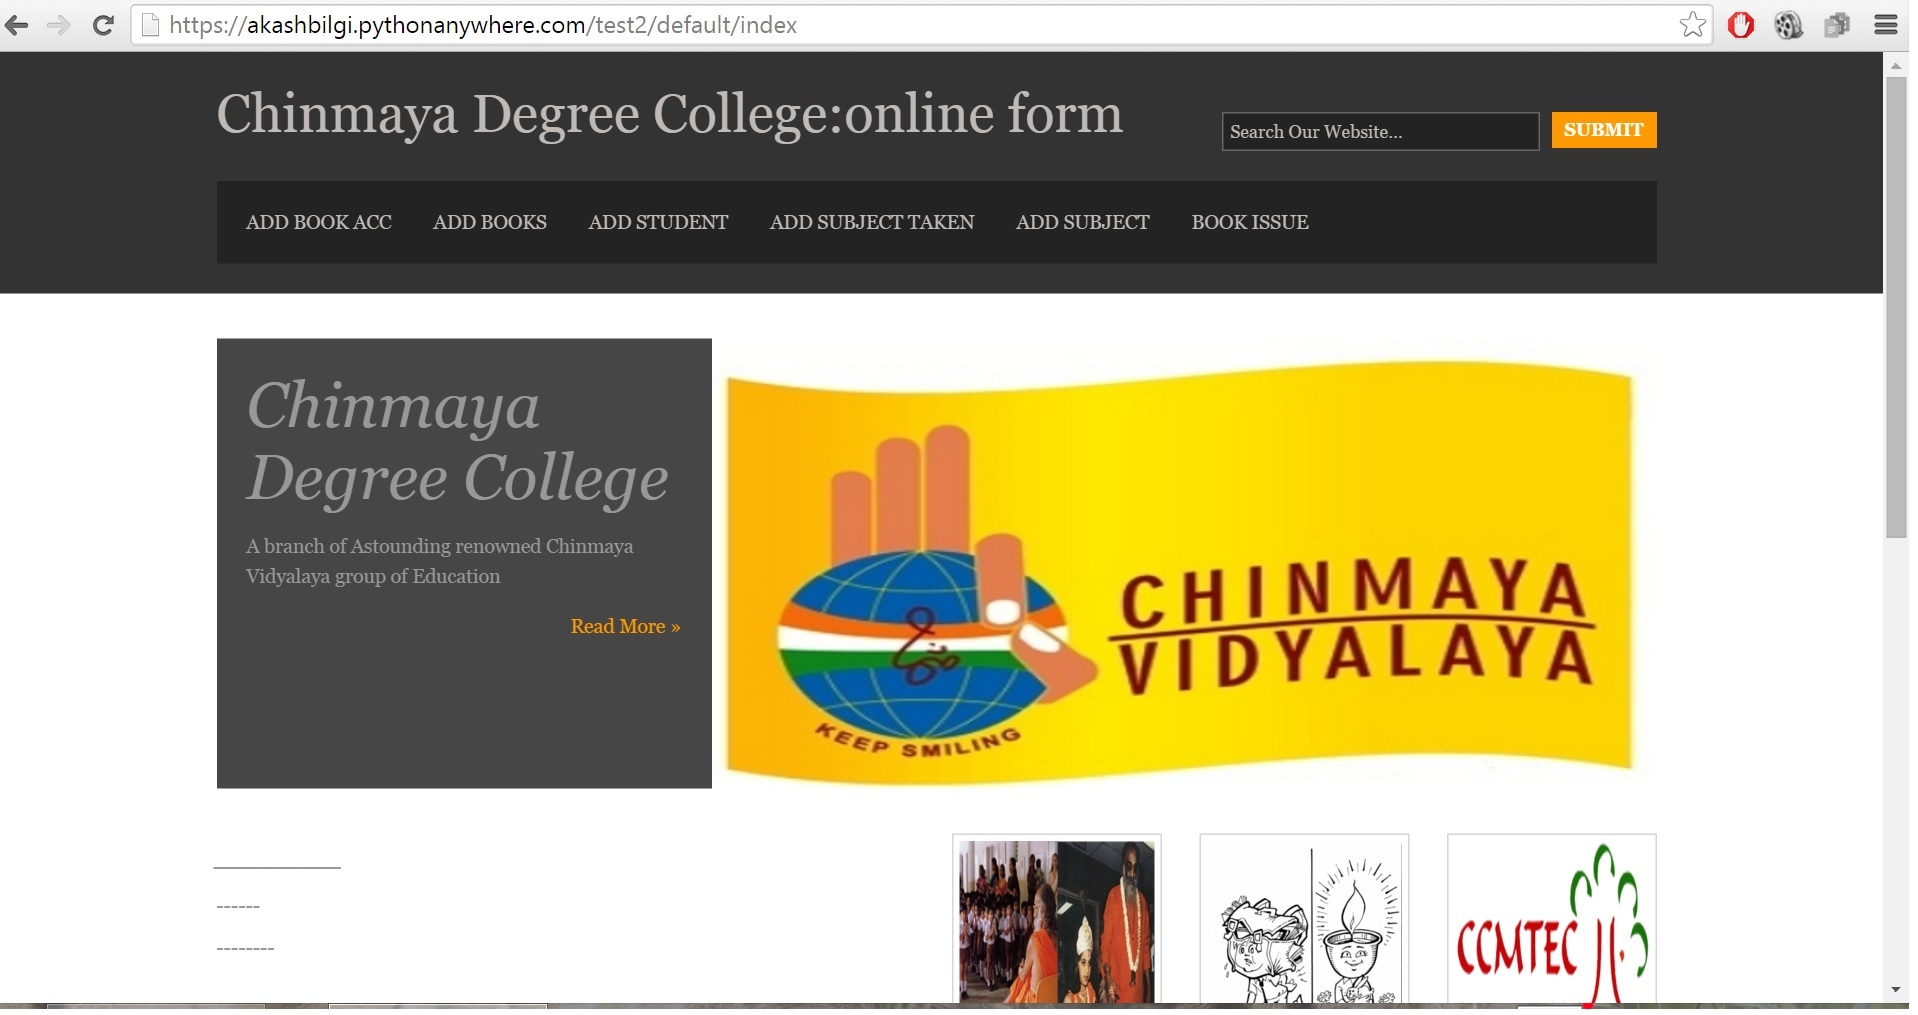 https://akashbilgi.pythonanywhere.com/test2/default/index
Chinmaya Degree College:online form
Search Our Website...
SUBMIT
ADD BOOK ACC ADD BOOKS ADD STUDENT ADD SUBJECT TAKEN ADD SUBJECT BOOK ISSUE
Chinmaya
Degree College
A branch of Astounding renowned Chinmaya
Vidyalaya group of Education
Read More »
CHINMAYA
VIDYALAYA
KEEP SMILING
------
--------
CCMTEC